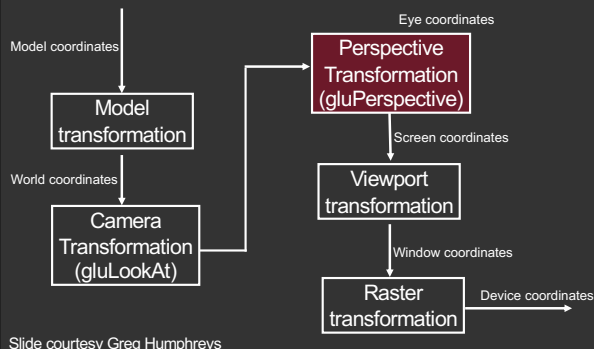 Model coordinates
Model
transformation
World coordinates
Camera
Transformation
(gluLookAt)
Eye coordinates
Perspective
Transformation
(gluPerspective)
Screen coordinates
Viewport
transformation
Window coordinates
Raster
transformation
Device coordinates
Slide courtesy Greg Humphreys